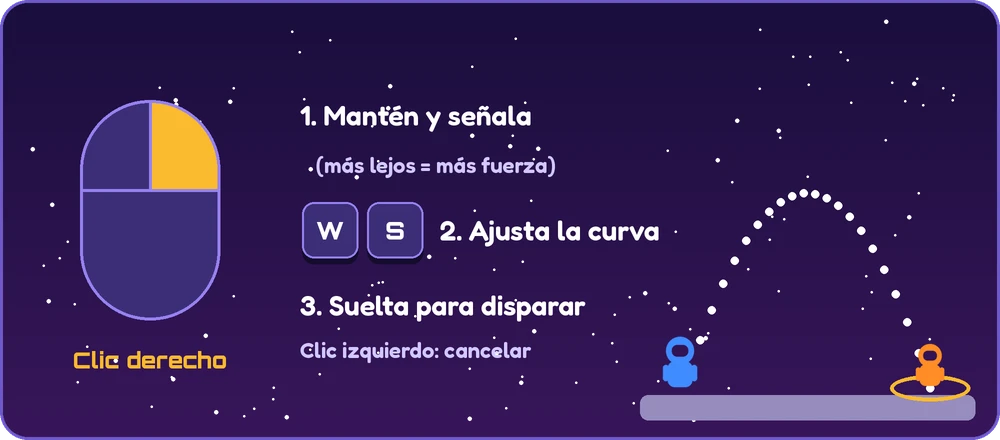 1. Mantén y señala
(más lejos = más fuerza)
W S 2. Ajusta la curva
3. Suelta para disparar
Clic izquierdo: cancelar
Clic derecho